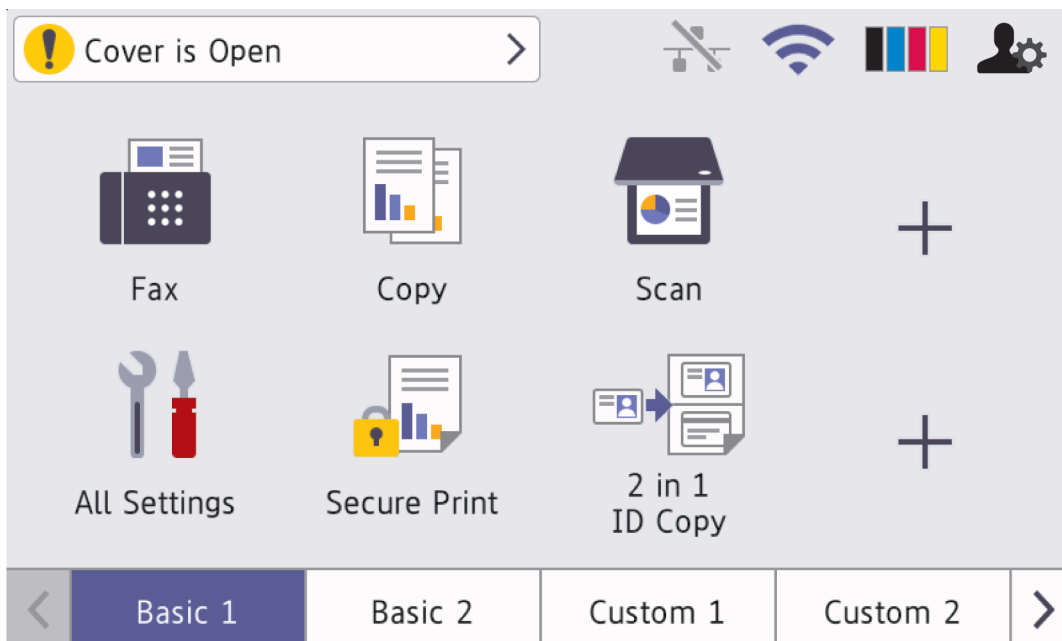 Cover is Open
Fax
Copy
Scan
All Settings
Secure Print
2 in 1
ID Copy
Basic 1
Basic 2
Custom 1
Custom 2